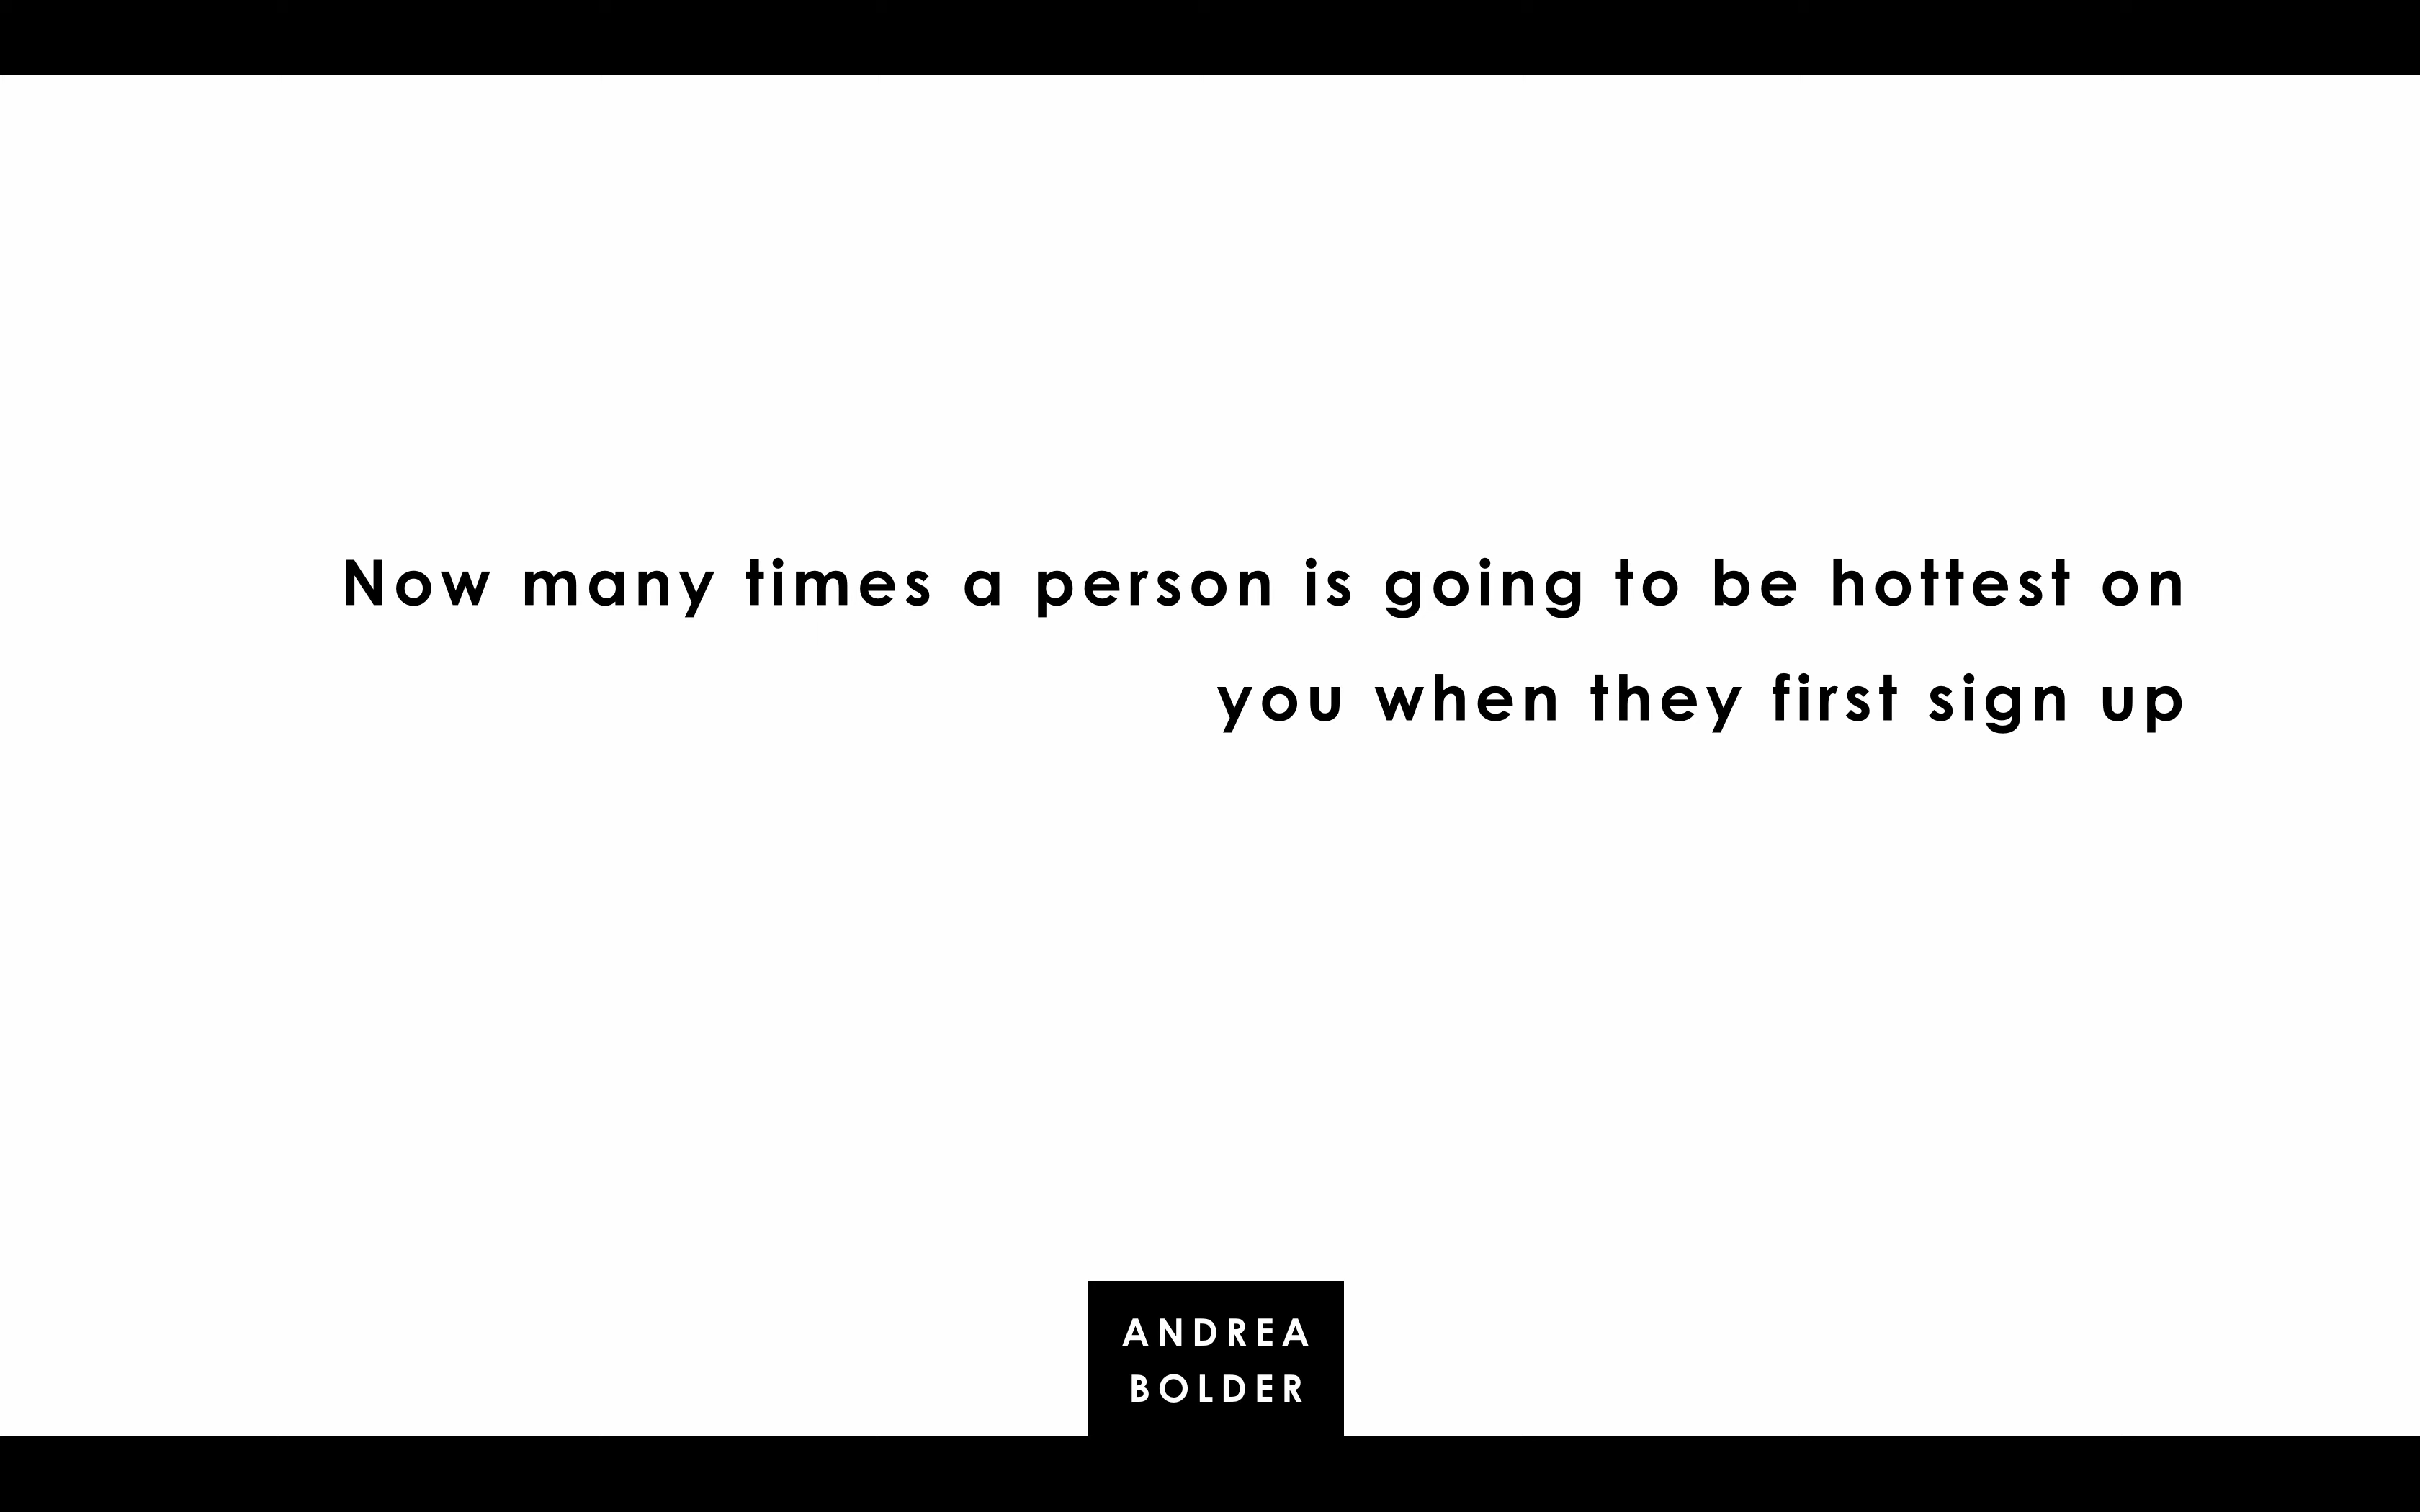 Now many times a person is going to be hottest on
you when they first sign up
ANDREA
BOLDER